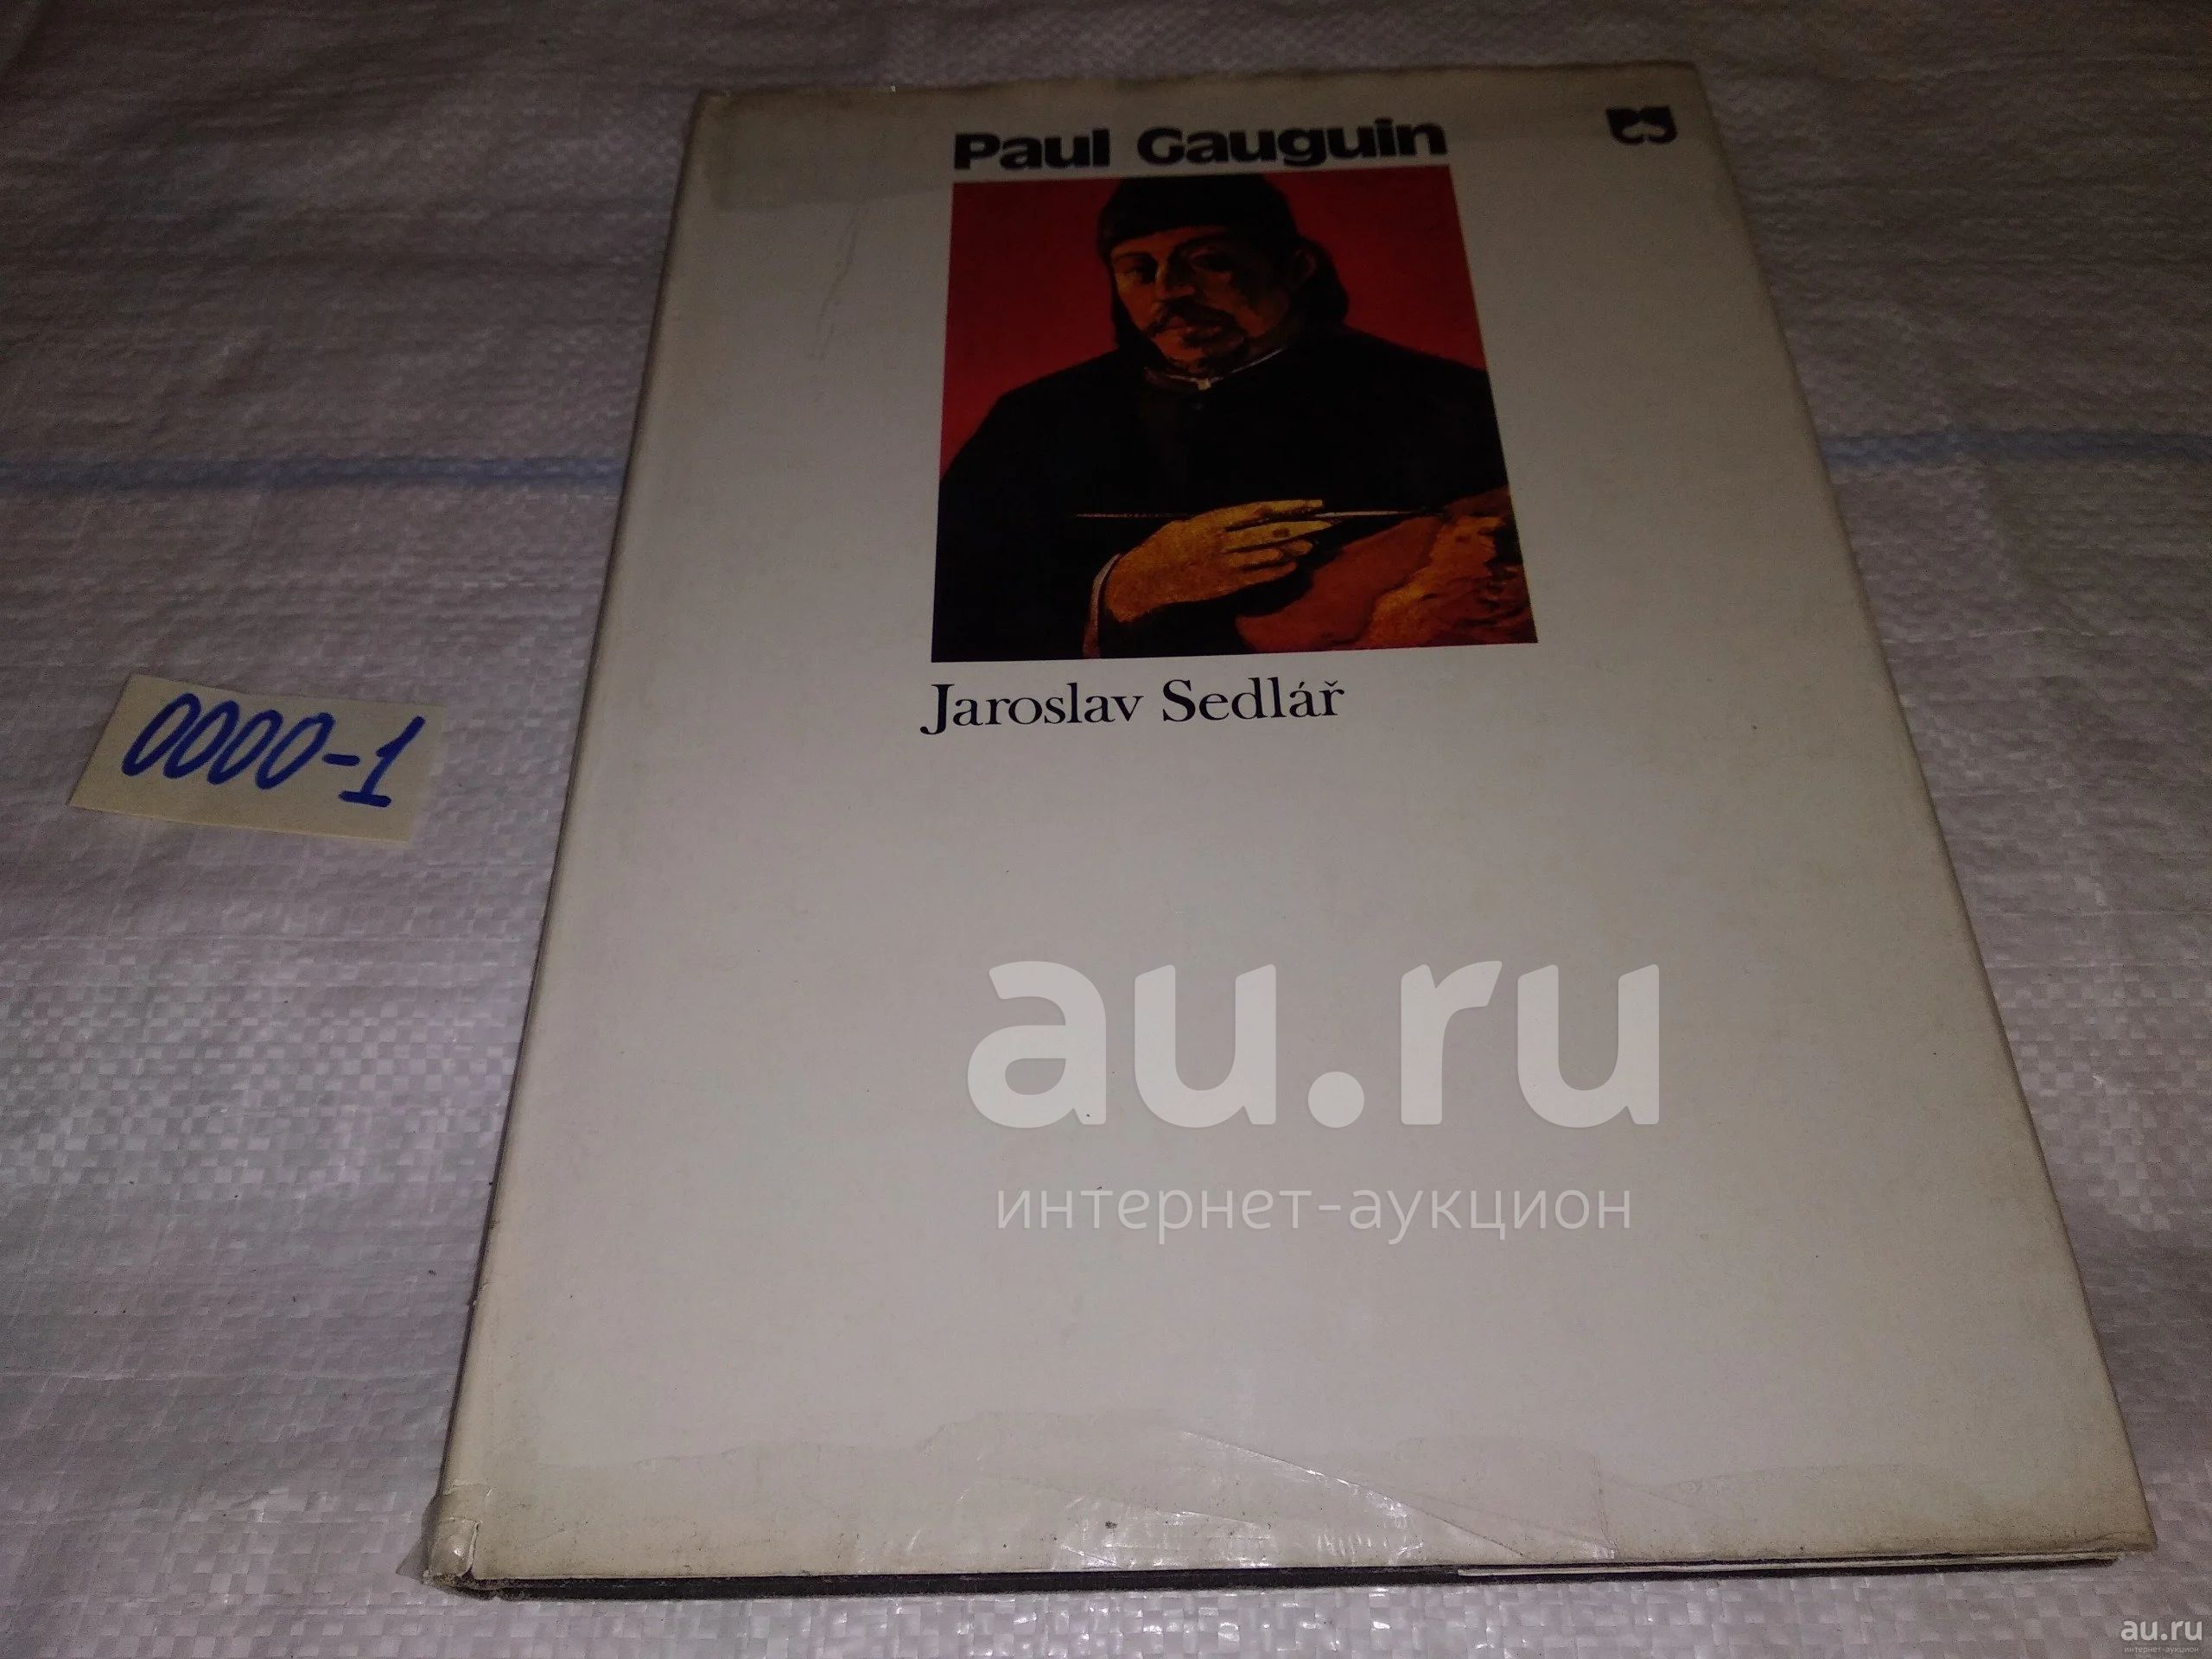 Paul Gauguin
Jaroslav Sedlář
0000-1
au.ru
интернет-аукцион
au.ru
интернет-аукцион